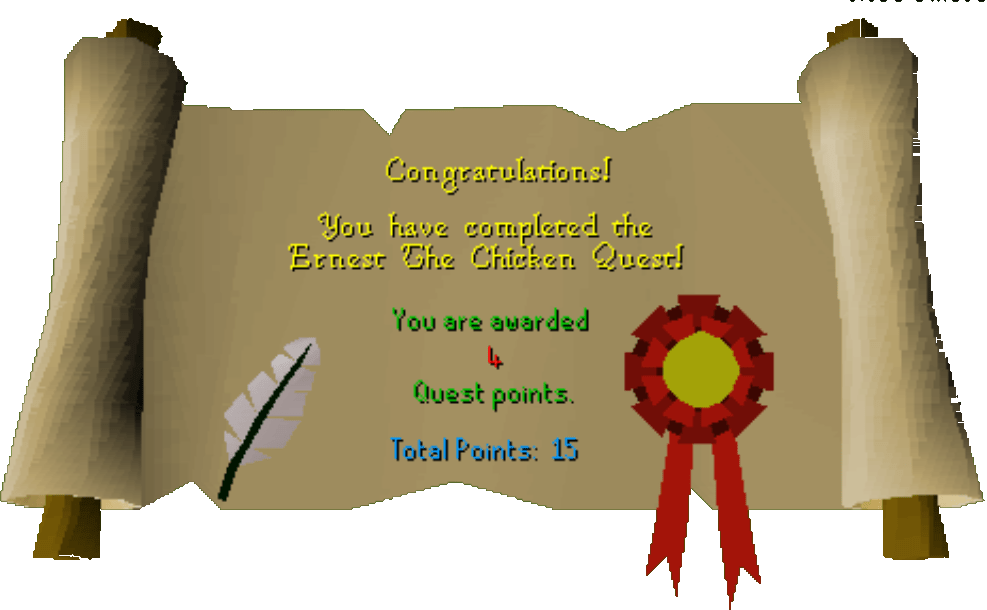 Congratulations!
You have completed the
Ernest The Chicken Quest!
You are awarded
4
Quest points.
Total Points: 15